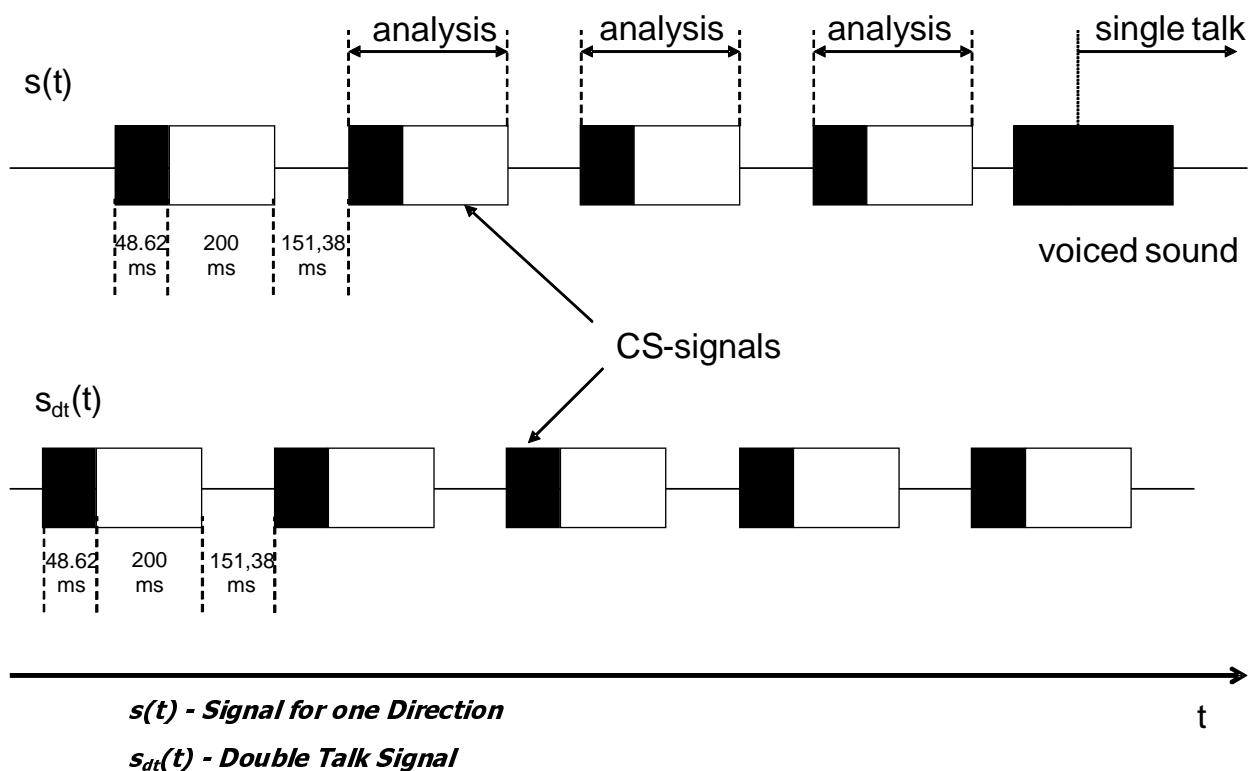 analysis
analysis
analysis
single talk
s(t)
48.62
ms
200
ms
151,38
ms
voiced sound
CS-signals
sdt(t)
48.62
ms
200
ms
151,38
ms
s(t) - Signal for one Direction
t
sdt(t) - Double Talk Signal